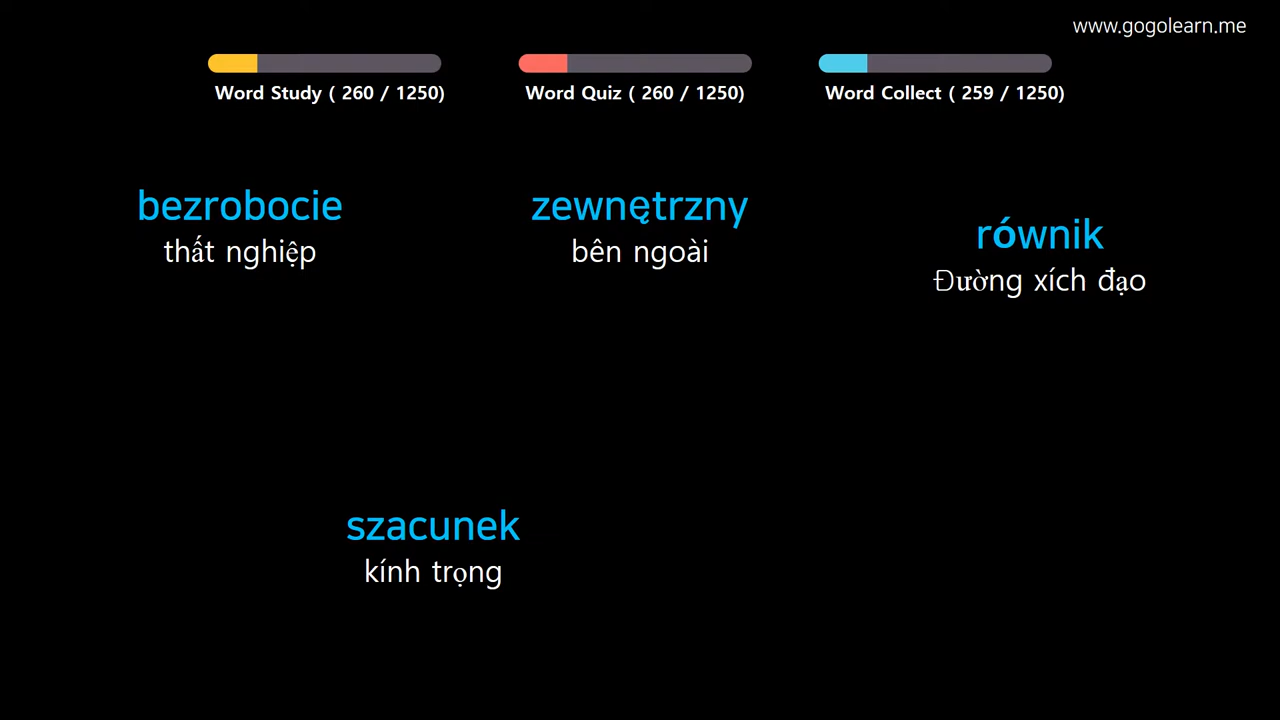 www.gogolearn.me
Word Study ( 260 / 1250)
Word Quiz ( 260 / 1250)
Word Collect ( 259 / 1250)
bezrobocie
thất nghiệp
zewnętrzny
bên ngoài
równik
Đường xích đạo
szacunek
kính trọng